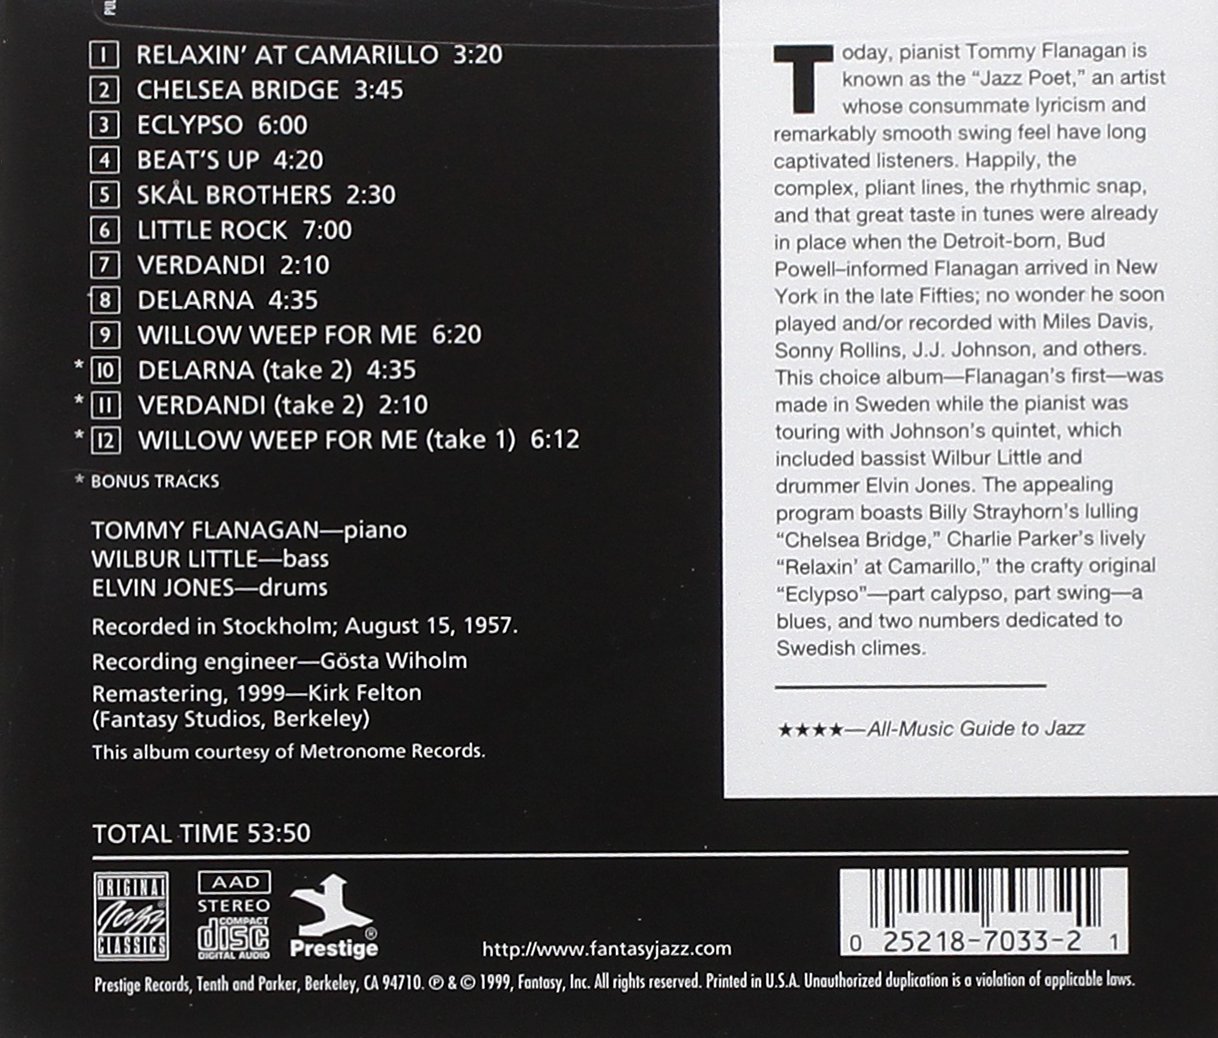 1 RELAXIN' AT CAMARILLO 3:20
2 CHELSEA BRIDGE 3:45
3 ECLYPSO 6:00
4 BEAT'S UP 4:20
5 SKÅL BROTHERS 2:30
6 LITTLE ROCK 7:00
7 VERDANDI 2:10
8 DELARNA 4:35
9 WILLOW WEEP FOR ME 6:20
* 10 DELARNA (take 2) 4:35
* 11 VERDANDI (take 2) 2:10
* 12 WILLOW WEEP FOR ME (take 1) 6:12
* BONUS TRACKS
TOMMY FLANAGAN—piano
WILBUR LITTLE—bass
ELVIN JONES—drums
Recorded in Stockholm; August 15, 1957.
Recording engineer—Gösta Wiholm
Remastering, 1999—Kirk Felton
(Fantasy Studios, Berkeley)
This album courtesy of Metronome Records.
Today, pianist Tommy Flanagan is
known as the "Jazz Poet," an artist
whose consummate lyricism and
remarkably smooth swing feel have long
captivated listeners. Happily, the
complex, pliant lines, the rhythmic snap,
and that great taste in tunes were already
in place when the Detroit-born, Bud
Powell–informed Flanagan arrived in New
York in the late Fifties; no wonder he soon
played and/or recorded with Miles Davis,
Sonny Rollins, J.J. Johnson, and others.
This choice album—Flanagan's first—was
made in Sweden while the pianist was
touring with Johnson's quintet, which
included bassist Wilbur Little and
drummer Elvin Jones. The appealing
program boasts Billy Strayhorn's lulling
"Chelsea Bridge," Charlie Parker's lively
"Relaxin' at Camarillo," the crafty original
"Eclypso"—part calypso, part swing—a
blues, and two numbers dedicated to
Swedish climes.
★★★★—All-Music Guide to Jazz
TOTAL TIME 53:50
ORIGINAL
Jazz
CLASSICS
AAD
STEREO
COMPACT
disc
DIGITAL AUDIO
Prestige®
http://www.fantasyjazz.com
0 25218-7033-2 1
Prestige Records, Tenth and Parker, Berkeley, CA 94710. ℗ & © 1999, Fantasy, Inc. All rights reserved. Printed in U.S.A. Unauthorized duplication is a violation of applicable laws.